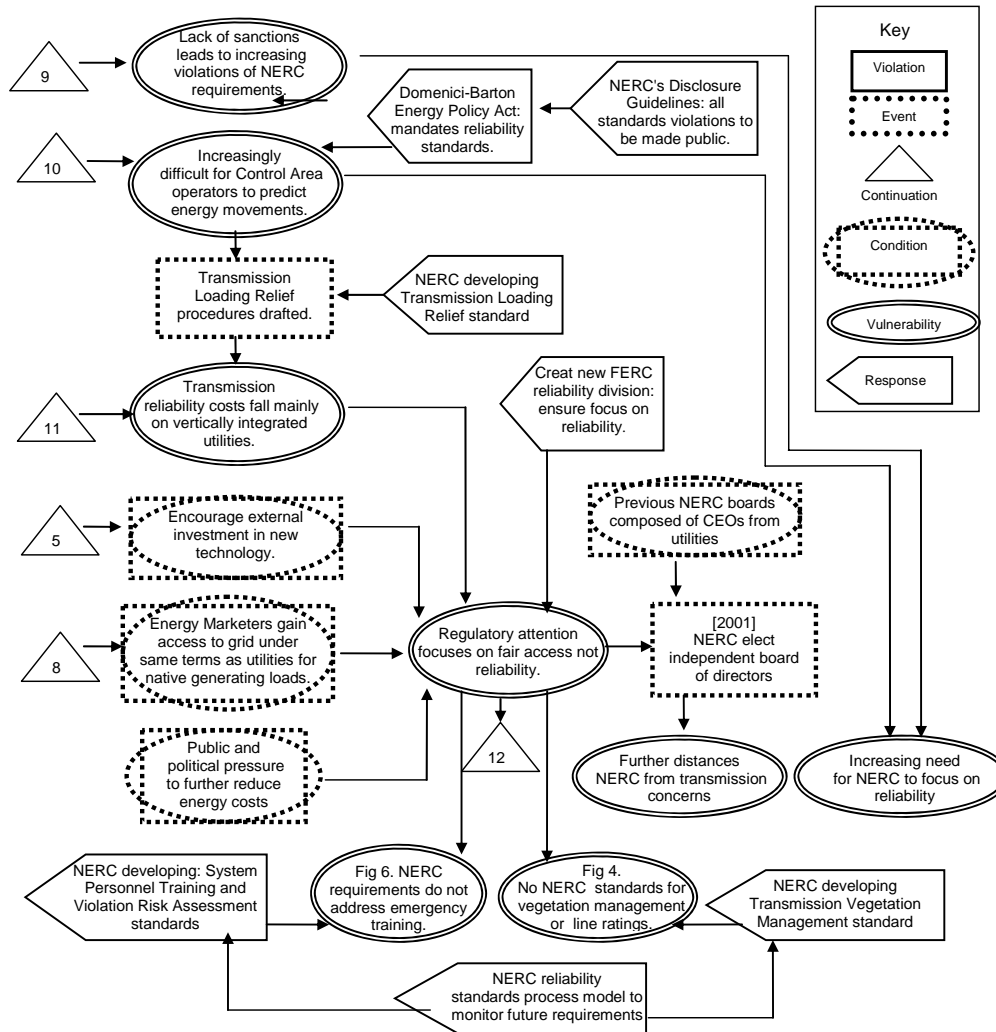 Lack of sanctions
leads to increasing
violations of NERC
requirements.
9
Domenici-Barton
Energy Policy Act:
mandates reliability
standards.
NERC's Disclosure
Guidelines: all
standards violations to
be made public.
Key
Violation
Event
Continuation
Condition
Vulnerability
Response
10
Increasingly
difficult for Control Area
operators to predict
energy movements.
Transmission
Loading Relief
procedures drafted.
NERC developing
Transmission Loading
Relief standard
11
Transmission
reliability costs fall mainly
on vertically integrated
utilities.
Creat new FERC
reliability division:
ensure focus on
reliability.
5
Encourage external
investment in new
technology.
Previous NERC boards
composed of CEOs from
utilities
8
Energy Marketers gain
access to grid under
same terms as utilities for
native generating loads.
Regulatory attention
focuses on fair access not
reliability.
[2001]
NERC elect
independent board
of directors
Public and
political pressure
to further reduce
energy costs
12
Further distances
NERC from transmission
concerns
Increasing need
for NERC to focus on
reliability
NERC developing: System
Personnel Training and
Violation Risk Assessment
standards
Fig 6. NERC
requirements do not
address emergency
training.
Fig 4.
No NERC standards for
vegetation management
or line ratings.
NERC developing
Transmission Vegetation
Management standard
NERC reliability
standards process model to
monitor future requirements